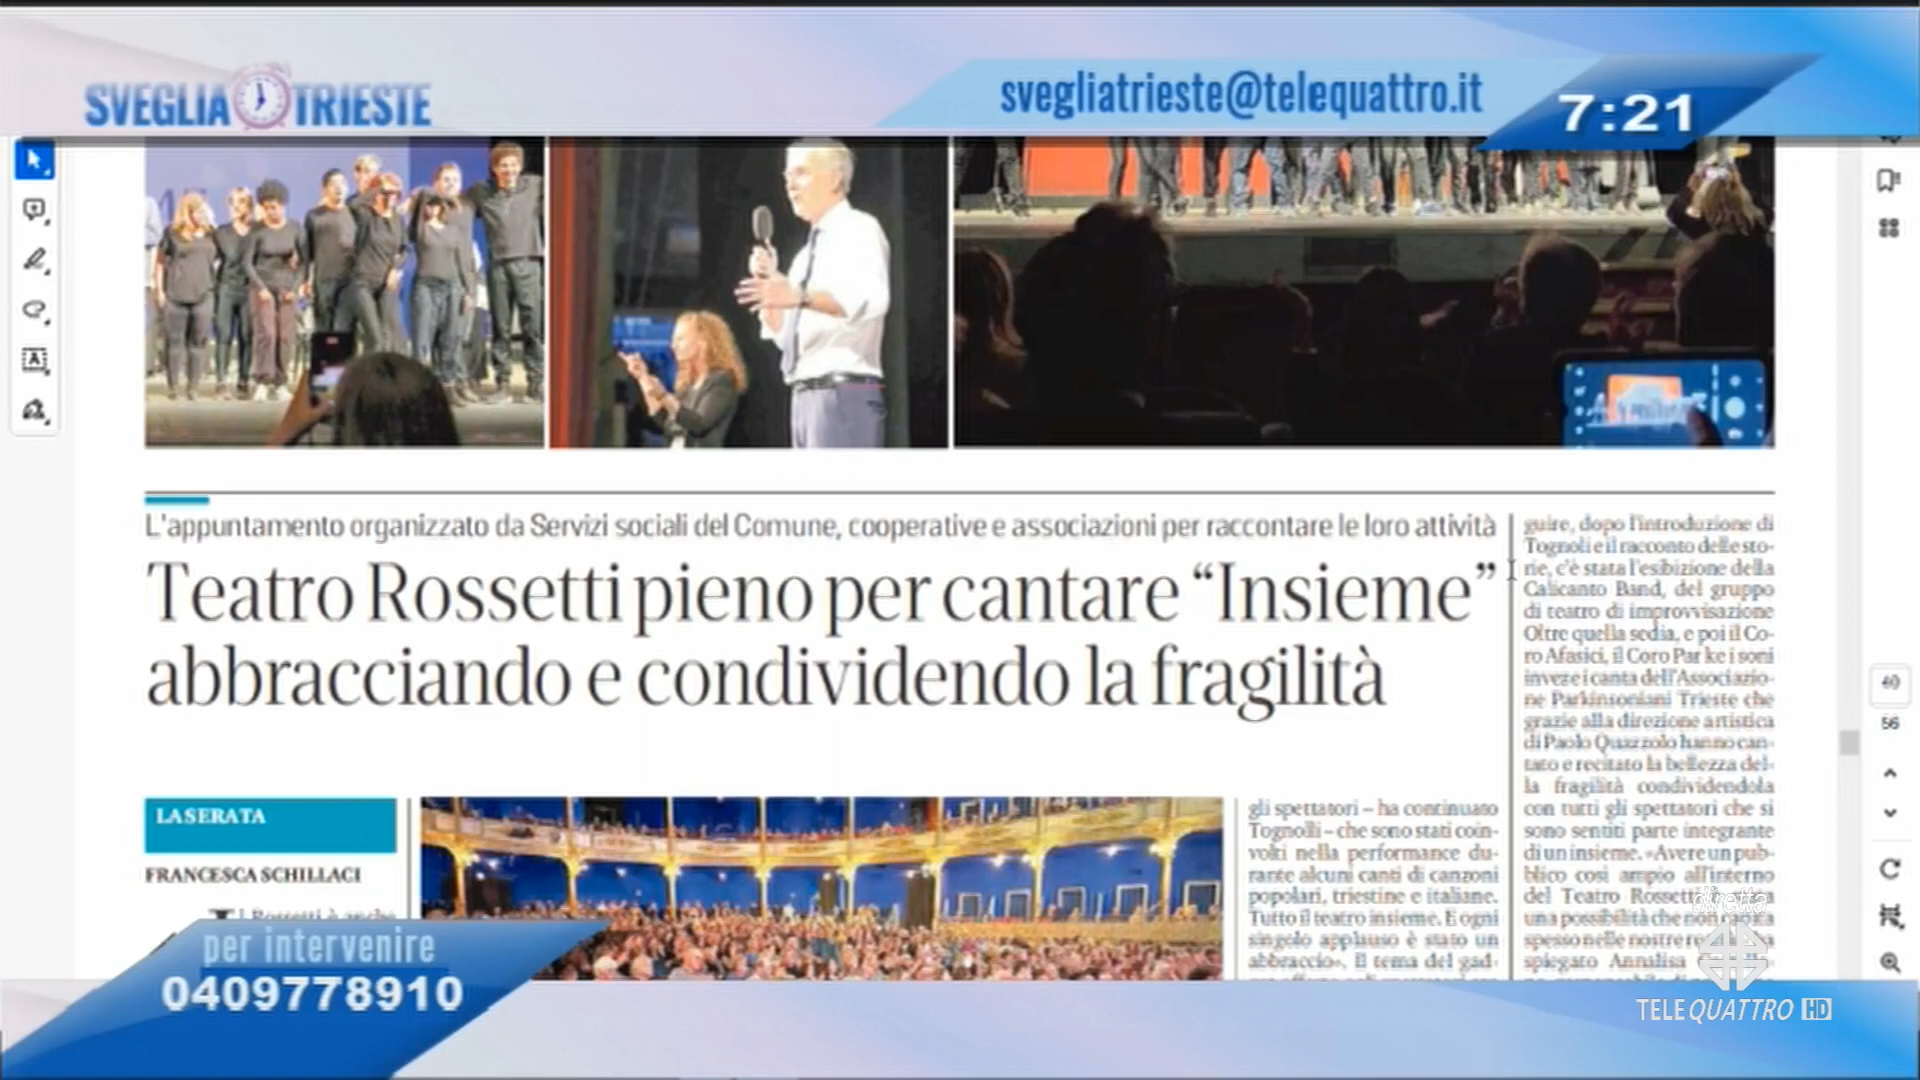 SVEGLIA TRIESTE
svegliatrieste@telequattro.it
7:21
L'appuntamento organizzato da Servizi sociali del Comune, cooperative e associazioni per raccontare le loro attività
Teatro Rossetti pieno per cantare “Insieme”
abbracciando e condividendo la fragilità
LA SERATA
FRANCESCA SCHILLACI
gli spettatori – ha continuato
Tognolli – che sono stati coin-
volti nella performance du-
rante alcuni canti di canzoni
popolari, triestine e italiane.
Tutto il teatro insieme. E ogni
singolo applauso è stato un
abbraccio». Il tema del gad-
guire, dopo l'introduzione di
Tognoli e il racconto delle sto-
rie, c'è stata l'esibizione della
Calicanto Band, del gruppo
di teatro di improvvisazione
Oltre quella sedia, e poi il Co-
ro Afasici, il Coro Par ke i soni
inveze i canta dell'Associazio-
ne Parkinsoniani Trieste che
grazie alla direzione artistica
di Paolo Quazzolo hanno can-
tato e recitato la bellezza del-
la fragilità condividendola
con tutti gli spettatori che si
sono sentiti parte integrante
di un insieme. «Avere un pub-
blico così ampio all'interno
del Teatro Rossetti
una possibilità che non
spesso nelle nostre
spiegato Annalisa
40
56
per intervenire
0409778910
diretta
TELEQUATTRO HD